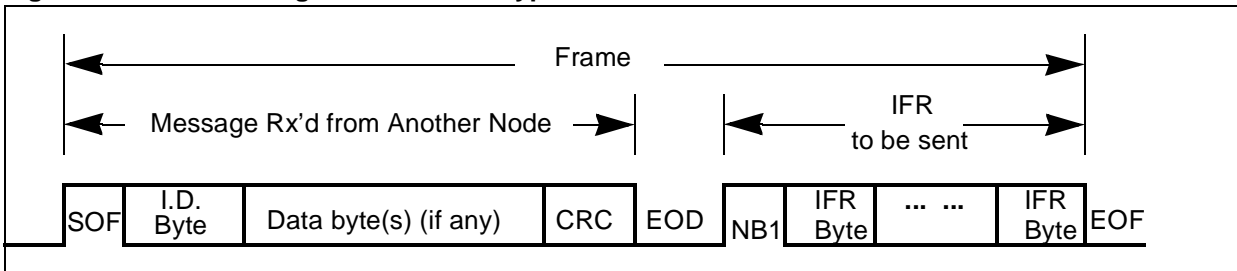 Frame
Message Rx'd from Another Node
IFR
to be sent
SOF
I.D.
Byte
Data byte(s) (if any)
CRC
EOD
NB1
IFR
Byte
... ...
IFR
Byte
EOF